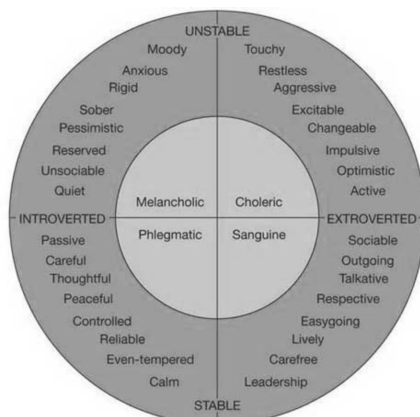 UNSTABLE
Moody Touchy
Anxious Restless
Rigid Aggressive
Sober Excitable
Pessimistic Changeable
Reserved Impulsive
Unsociable Optimistic
Quiet Active
Melancholic Choleric
INTROVERTED EXTROVERTED
Phlegmatic Sanguine
Passive Sociable
Careful Outgoing
Thoughtful Talkative
Peaceful Respective
Controlled Easygoing
Reliable Lively
Even-tempered Carefree
Calm Leadership
STABLE